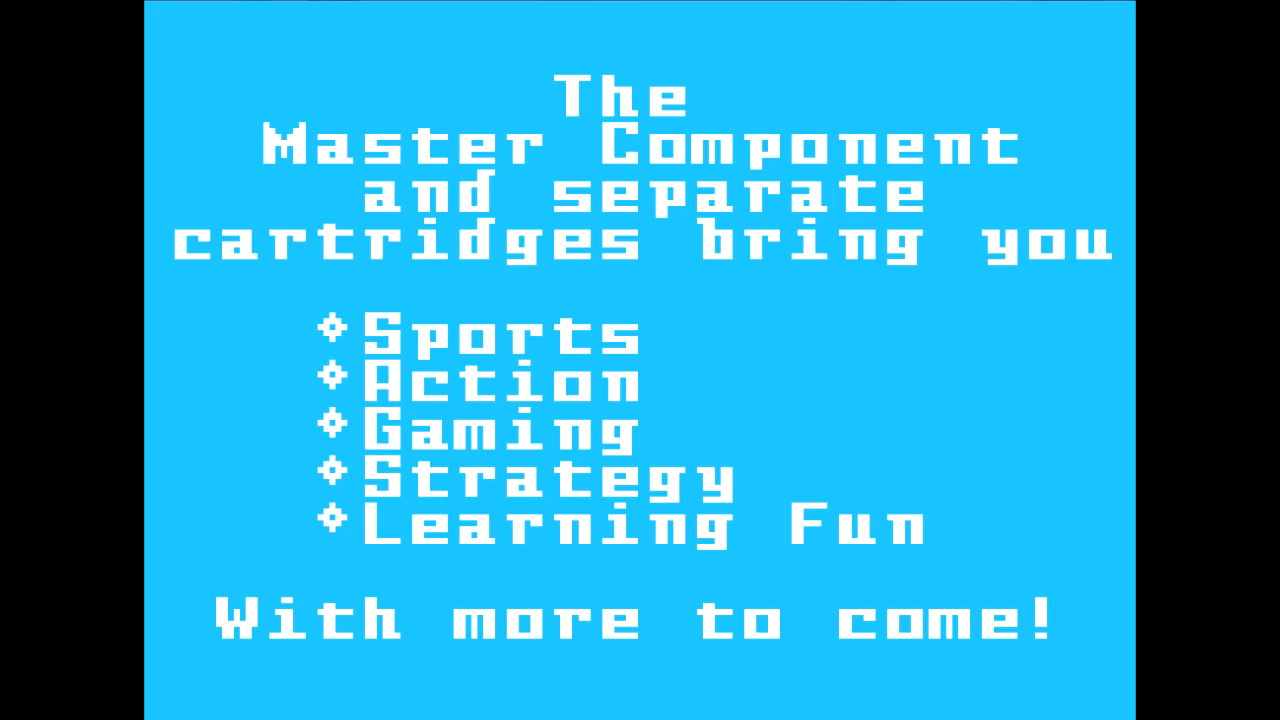 The
Master Component
and separate
cartridges bring you
Sports
Action
Gaming
Strategy
Learning Fun
With more to come!